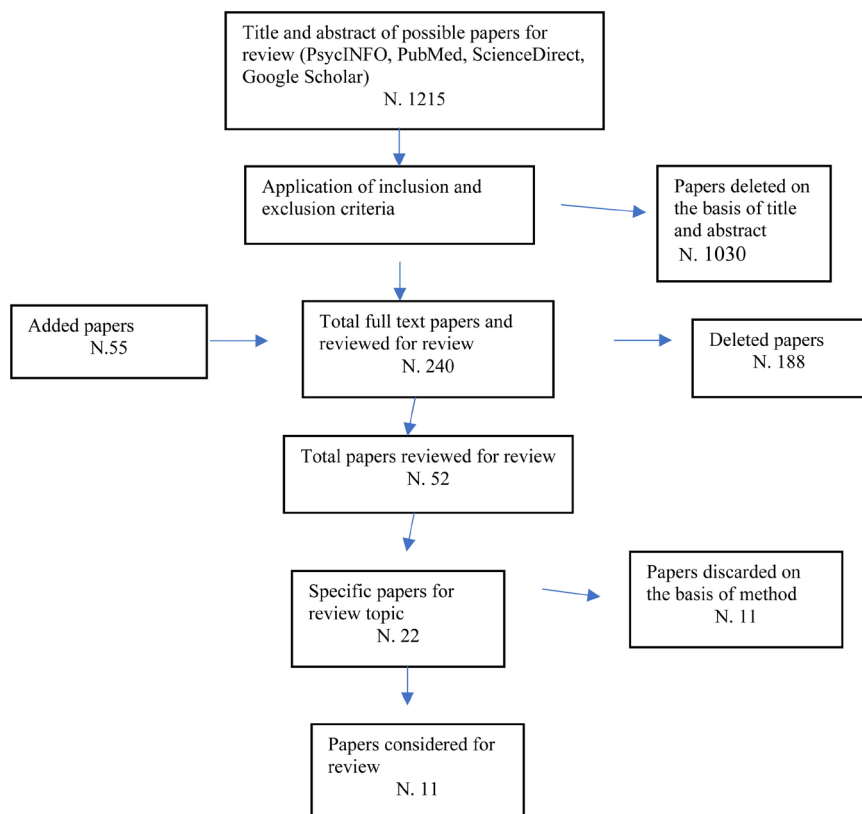 Title and abstract of possible papers for
review (PsycINFO, PubMed, ScienceDirect,
Google Scholar)
N. 1215
Application of inclusion and
exclusion criteria
Papers deleted on
the basis of title
and abstract
N. 1030
Added papers
N.55
Total full text papers and
reviewed for review
N. 240
Deleted papers
N. 188
Total papers reviewed for review
N. 52
Specific papers for
review topic
N. 22
Papers discarded on
the basis of method
N. 11
Papers considered for
review
N. 11